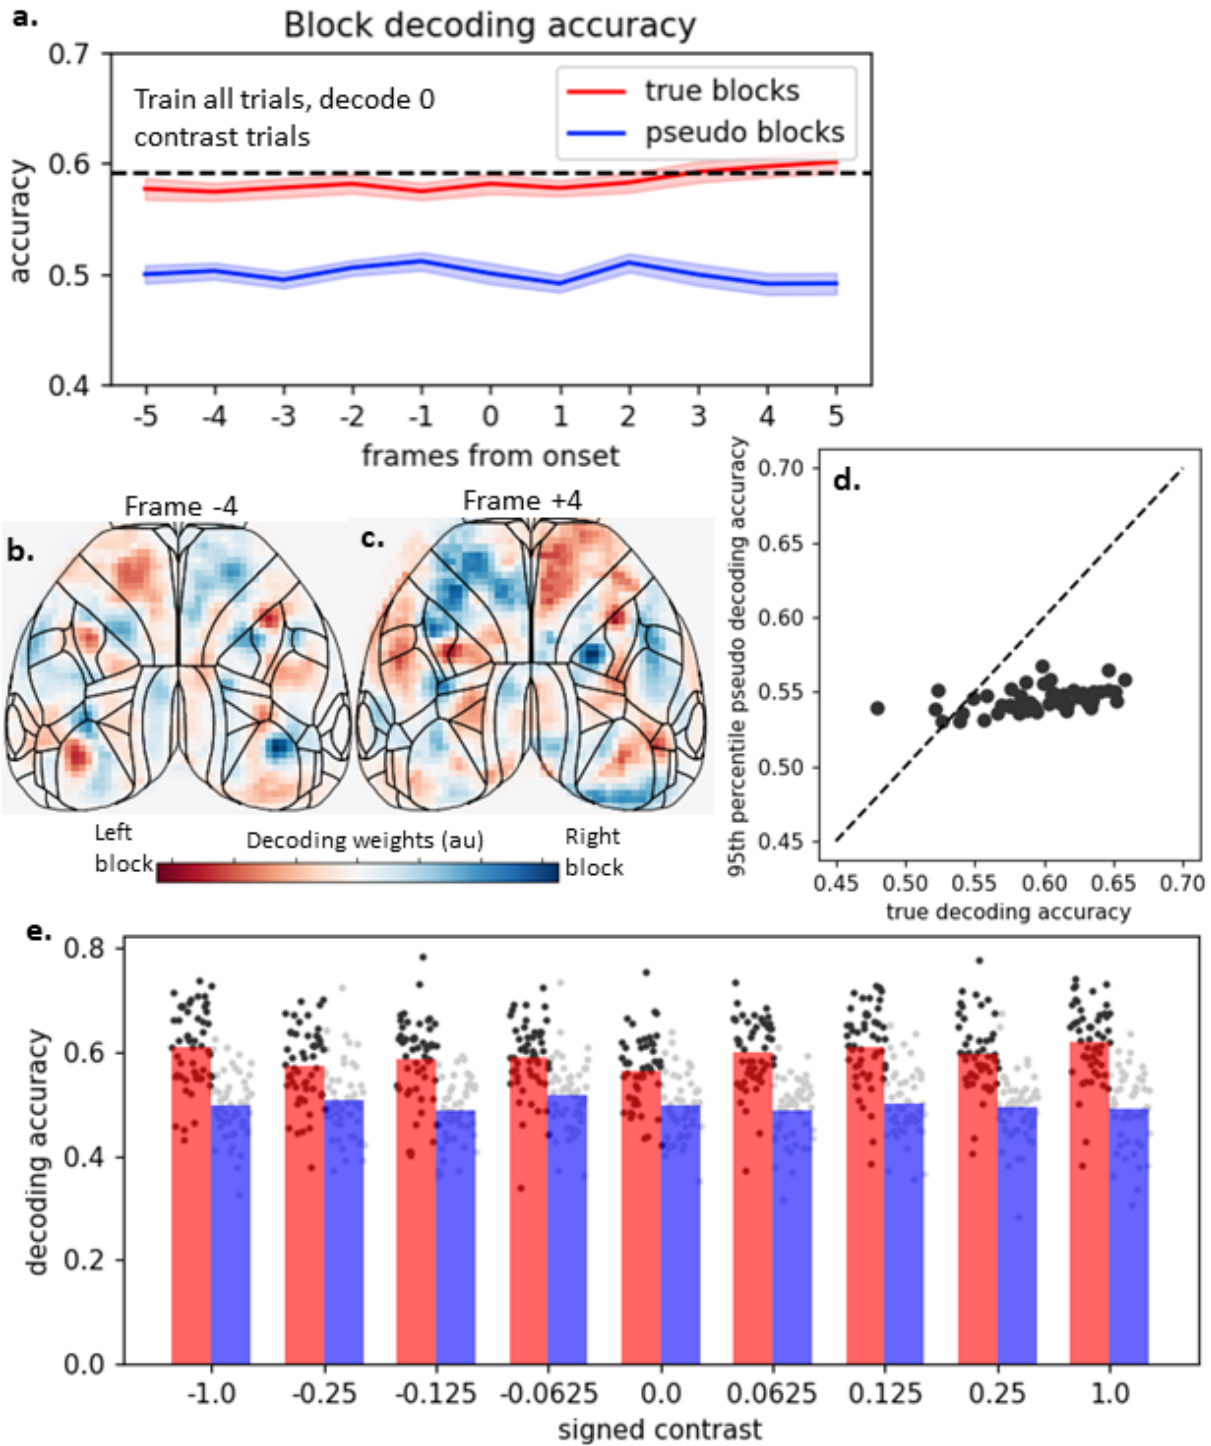 a.
Block decoding accuracy
0.7
0.6
0.5
0.4
accuracy
Train all trials, decode 0
contrast trials
true blocks
pseudo blocks
-5 -4 -3 -2 -1 0 1 2 3 4 5
frames from onset
Frame -4
b.
Frame +4
c.
Left
block
Decoding weights (au)
Right
block
d.
95th percentile pseudo decoding accuracy
0.70
0.65
0.60
0.55
0.50
0.45
0.45 0.50 0.55 0.60 0.65 0.70
true decoding accuracy
e.
decoding accuracy
0.8
0.6
0.4
0.2
0.0
-1.0 -0.25 -0.125 -0.0625 0.0 0.0625 0.125 0.25 1.0
signed contrast